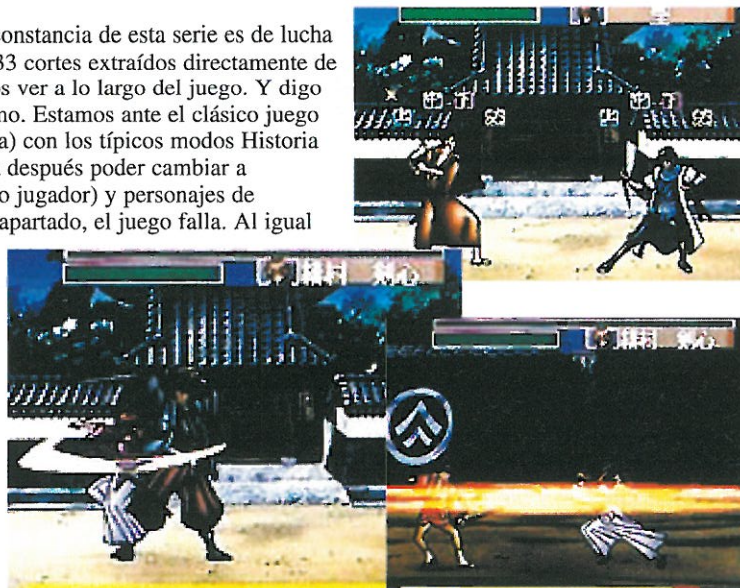 constancia de esta serie es de lucha
33 cortes extraídos directamente de
os ver a lo largo del juego. Y digo
no. Estamos ante el clásico juego
a) con los típicos modos Historia
después poder cambiar a
o jugador) y personajes de
apartado, el juego falla. Al igual